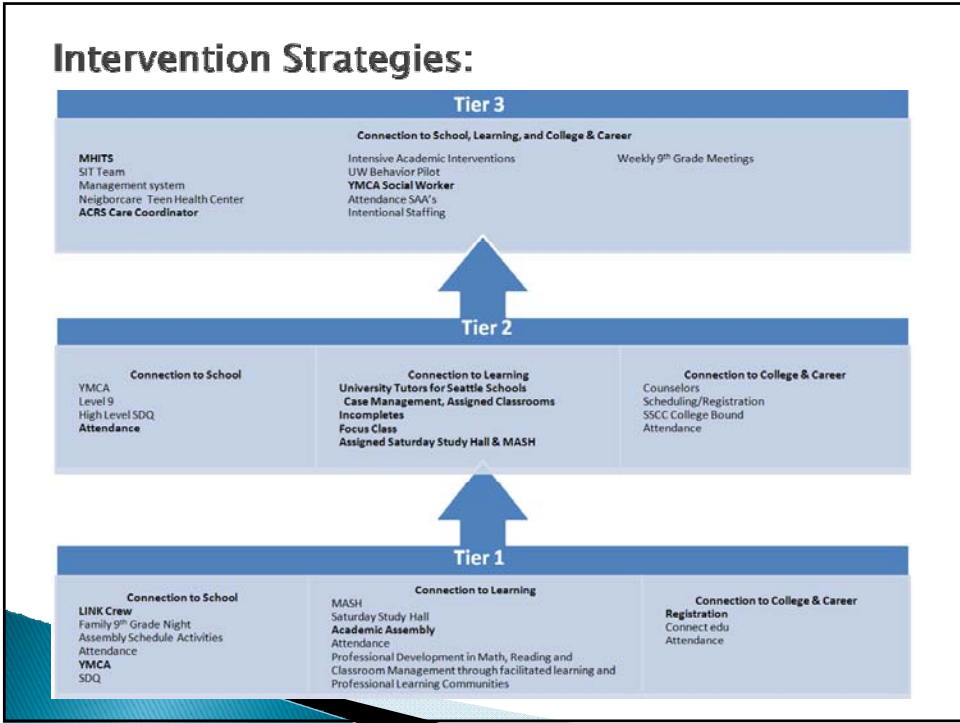 Intervention Strategies:
Tier 3
Connection to School, Learning, and College & Career
MHITS
SIT Team
Management system
Neigborcare Teen Health Center
ACRS Care Coordinator
Intensive Academic Interventions
UW Behavior Pilot
YMCA Social Worker
Attendance SAA's
Intentional Staffing
Weekly 9th Grade Meetings
Tier 2
Connection to School
YMCA
Level 9
High Level SDQ
Attendance
Connection to Learning
University Tutors for Seattle Schools
Case Management, Assigned Classrooms
Incompletes
Focus Class
Assigned Saturday Study Hall & MASH
Connection to College & Career
Counselors
Scheduling/Registration
SSCC College Bound
Attendance
Tier 1
Connection to School
LINK Crew
Family 9th Grade Night
Assembly Schedule Activities
Attendance
YMCA
SDQ
Connection to Learning
MASH
Saturday Study Hall
Academic Assembly
Attendance
Professional Development in Math, Reading and
Classroom Management through facilitated learning and
Professional Learning Communities
Connection to College & Career
Registration
Connect edu
Attendance